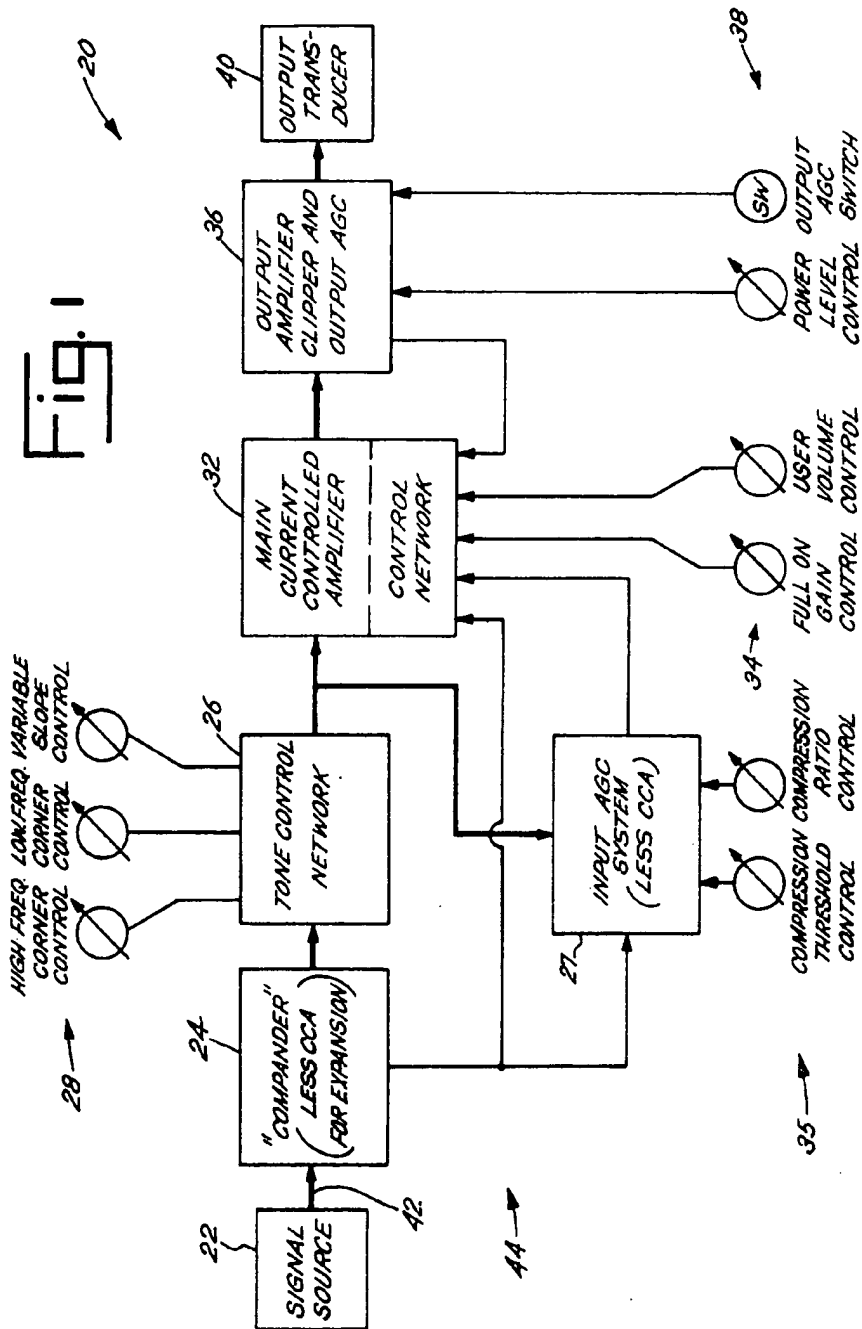 Fig. 1
20
28
HIGH FREQ.
CORNER
CONTROL
LOW FREQ.
CORNER
CONTROL
VARIABLE
SLOPE
CONTROL
22
SIGNAL
SOURCE
42
24
"COMPANDER"
(LESS CCA
FOR EXPANSION)
26
TONE CONTROL
NETWORK
32
MAIN
CURRENT
CONTROLLED
AMPLIFIER
CONTROL
NETWORK
36
OUTPUT
AMPLIFIER
CLIPPER AND
OUTPUT AGC
40
OUTPUT
TRANS-
DUCER
44
27
INPUT AGC
SYSTEM
(LESS CCA)
35
COMPRESSION
THRESHOLD
CONTROL
COMPRESSION
RATIO
CONTROL
34
FULL ON
GAIN
CONTROL
USER
VOLUME
CONTROL
POWER
LEVEL
CONTROL
SW
OUTPUT
AGC
SWITCH
38